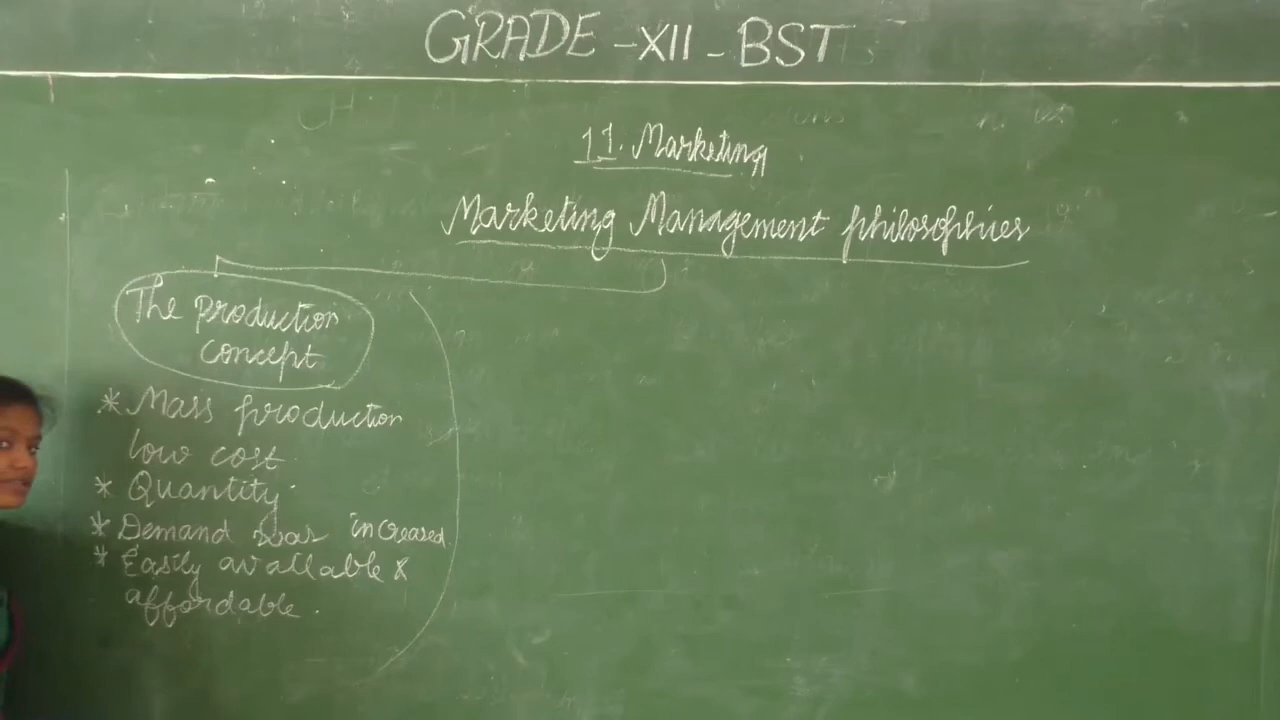 GRADE - XII - BST
11. Marketing
Marketing Management philosophies
The production
concept
* Mass production
low cost
* Quantity
* Demand was increased.
* Easily available &
affordable.